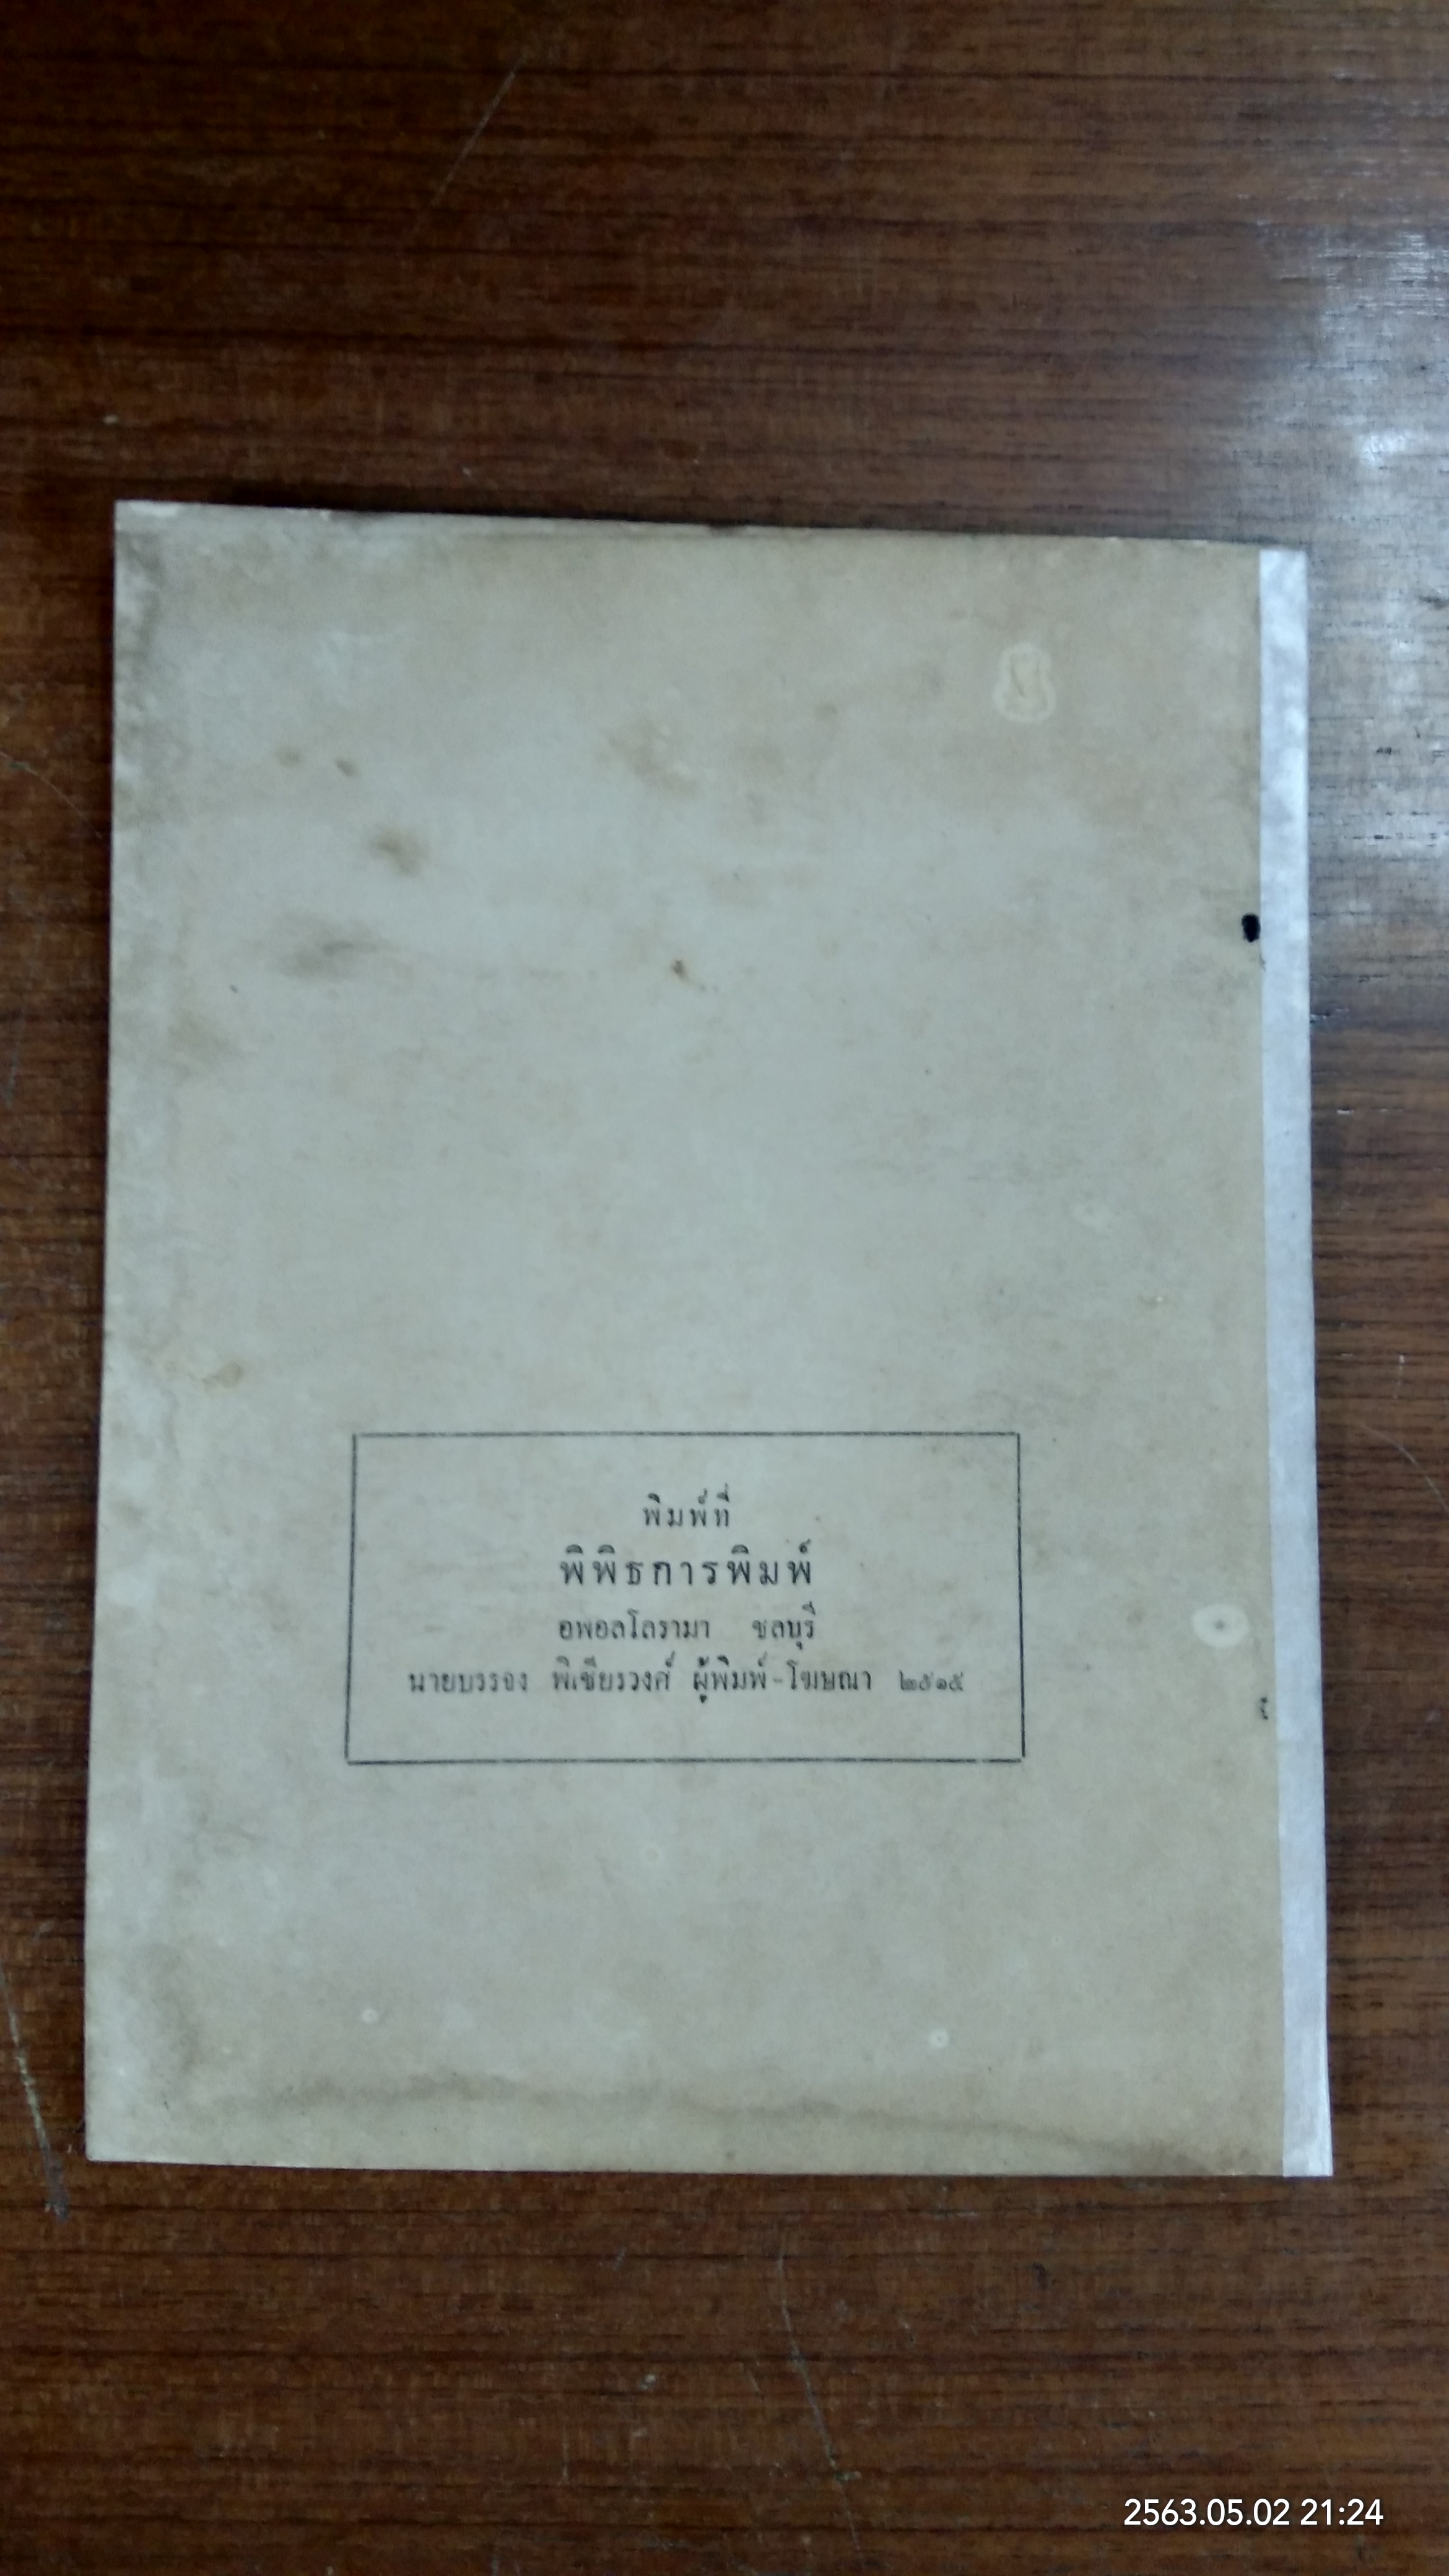 พิมพ์ที่
พิพิธการพิมพ์
อพอลโลรามา ชลบุรี
นายบรรจง พิเชียรวงศ์ ผู้พิมพ์-โฆษณา ๒๕๑๕
2563.05.02 21:24